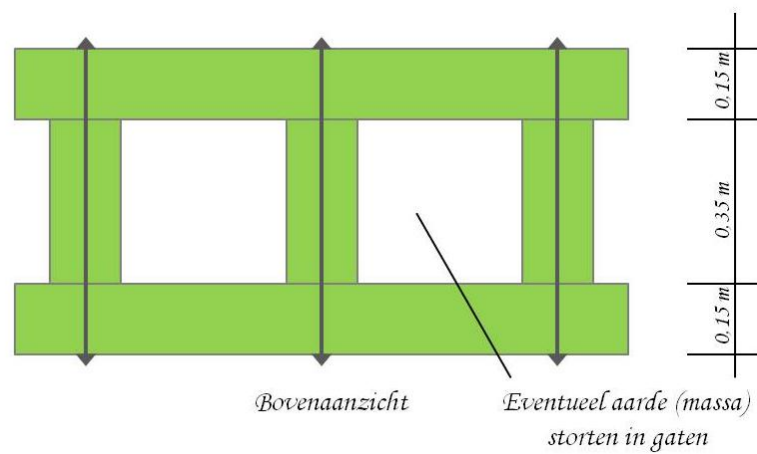 0,15 m
0,35 m
0,15 m
Bovenaanzicht
Eventueel aarde (massa)
storten in gaten